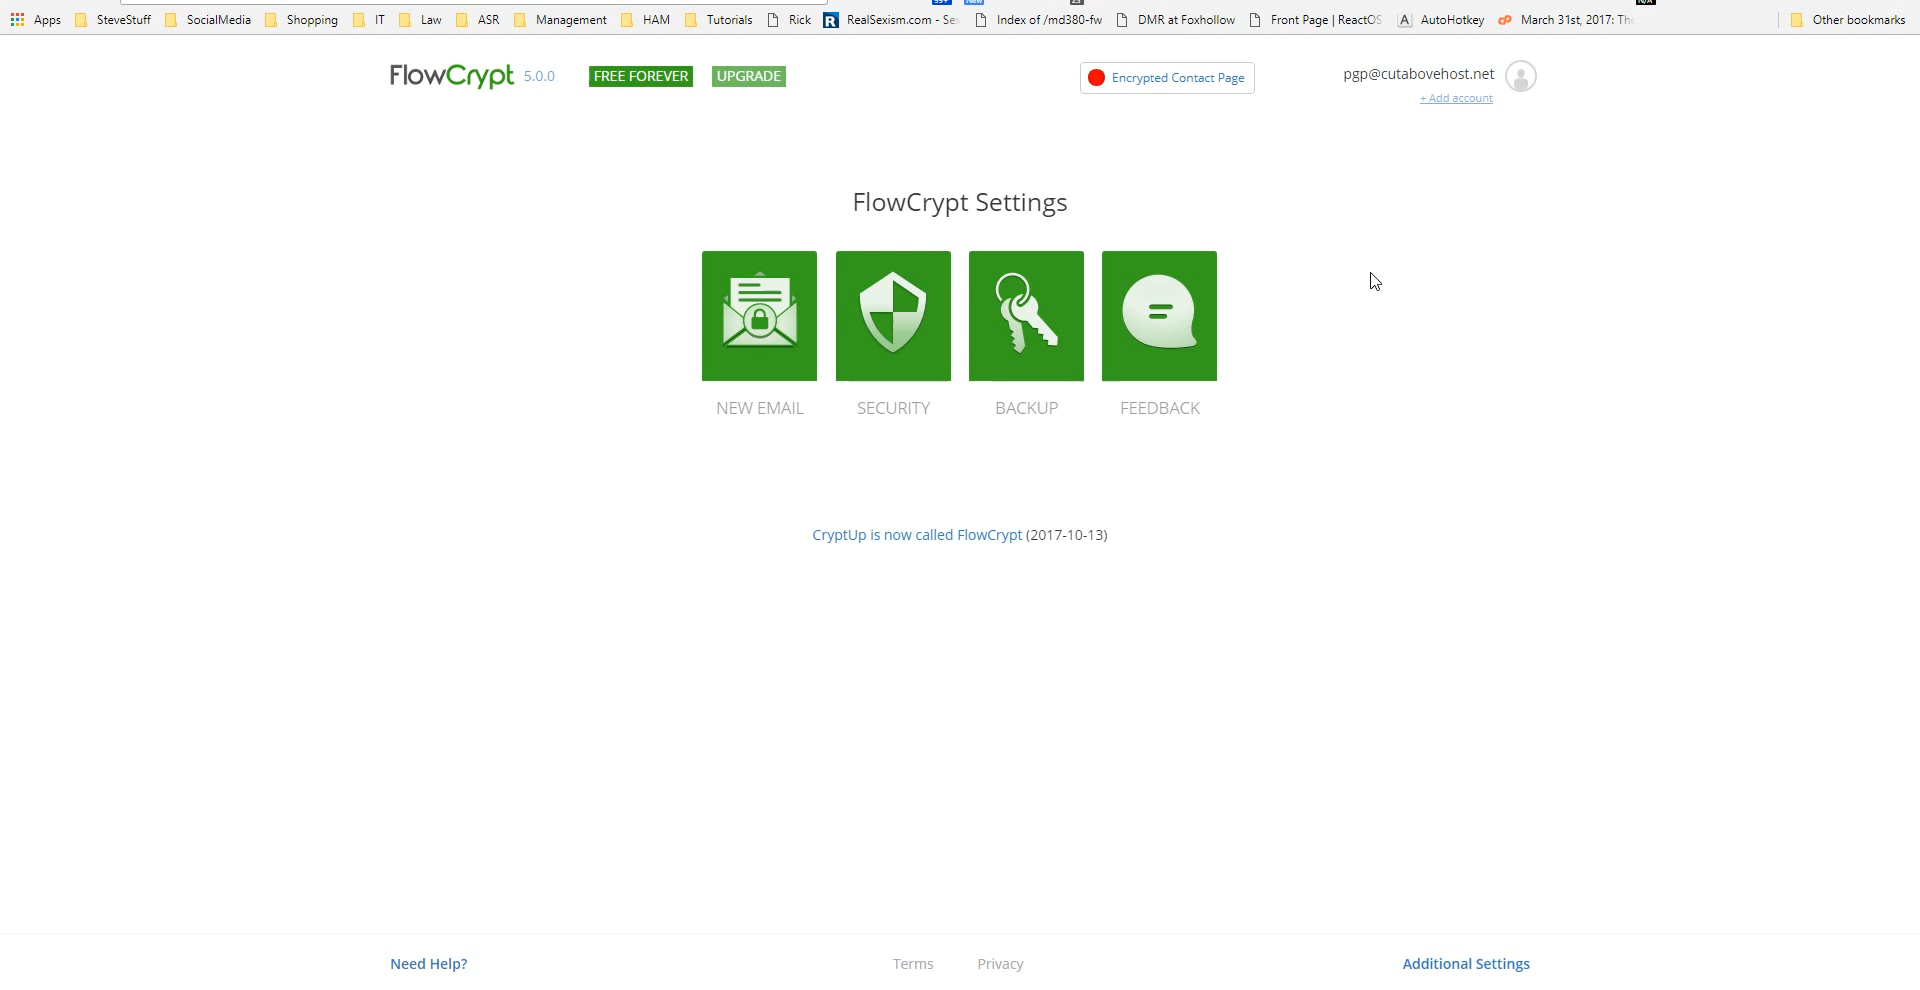 Apps SteveStuff SocialMedia Shopping IT Law ASR Management HAM Tutorials Rick RealSexism.com - Se Index of /md380-fw DMR at Foxhollow Front Page | ReactOS AutoHotkey March 31st, 2017: Th Other bookmarks
FlowCrypt 5.0.0 FREE FOREVER UPGRADE Encrypted Contact Page pgp@cutabovehost.net
+ Add account
FlowCrypt Settings
NEW EMAIL SECURITY BACKUP FEEDBACK
CryptUp is now called FlowCrypt (2017-10-13)
Need Help? Terms Privacy Additional Settings